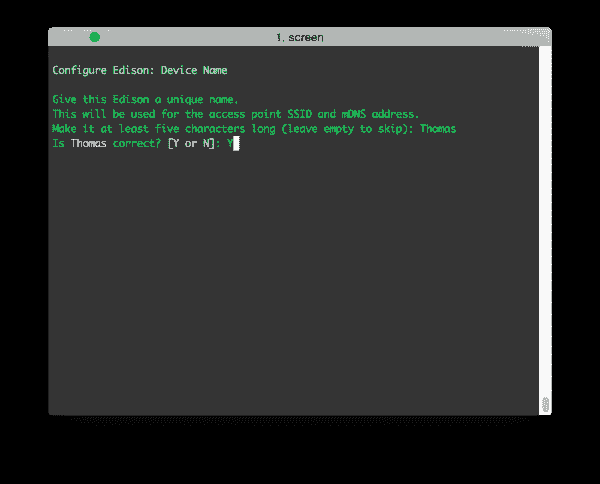 1. screen
Configure Edison: Device Name
Give this Edison a unique name.
This will be used for the access point SSID and mDNS address.
Make it at least five characters long (leave empty to skip): Thomas
Is Thomas correct? [Y or N]: Y